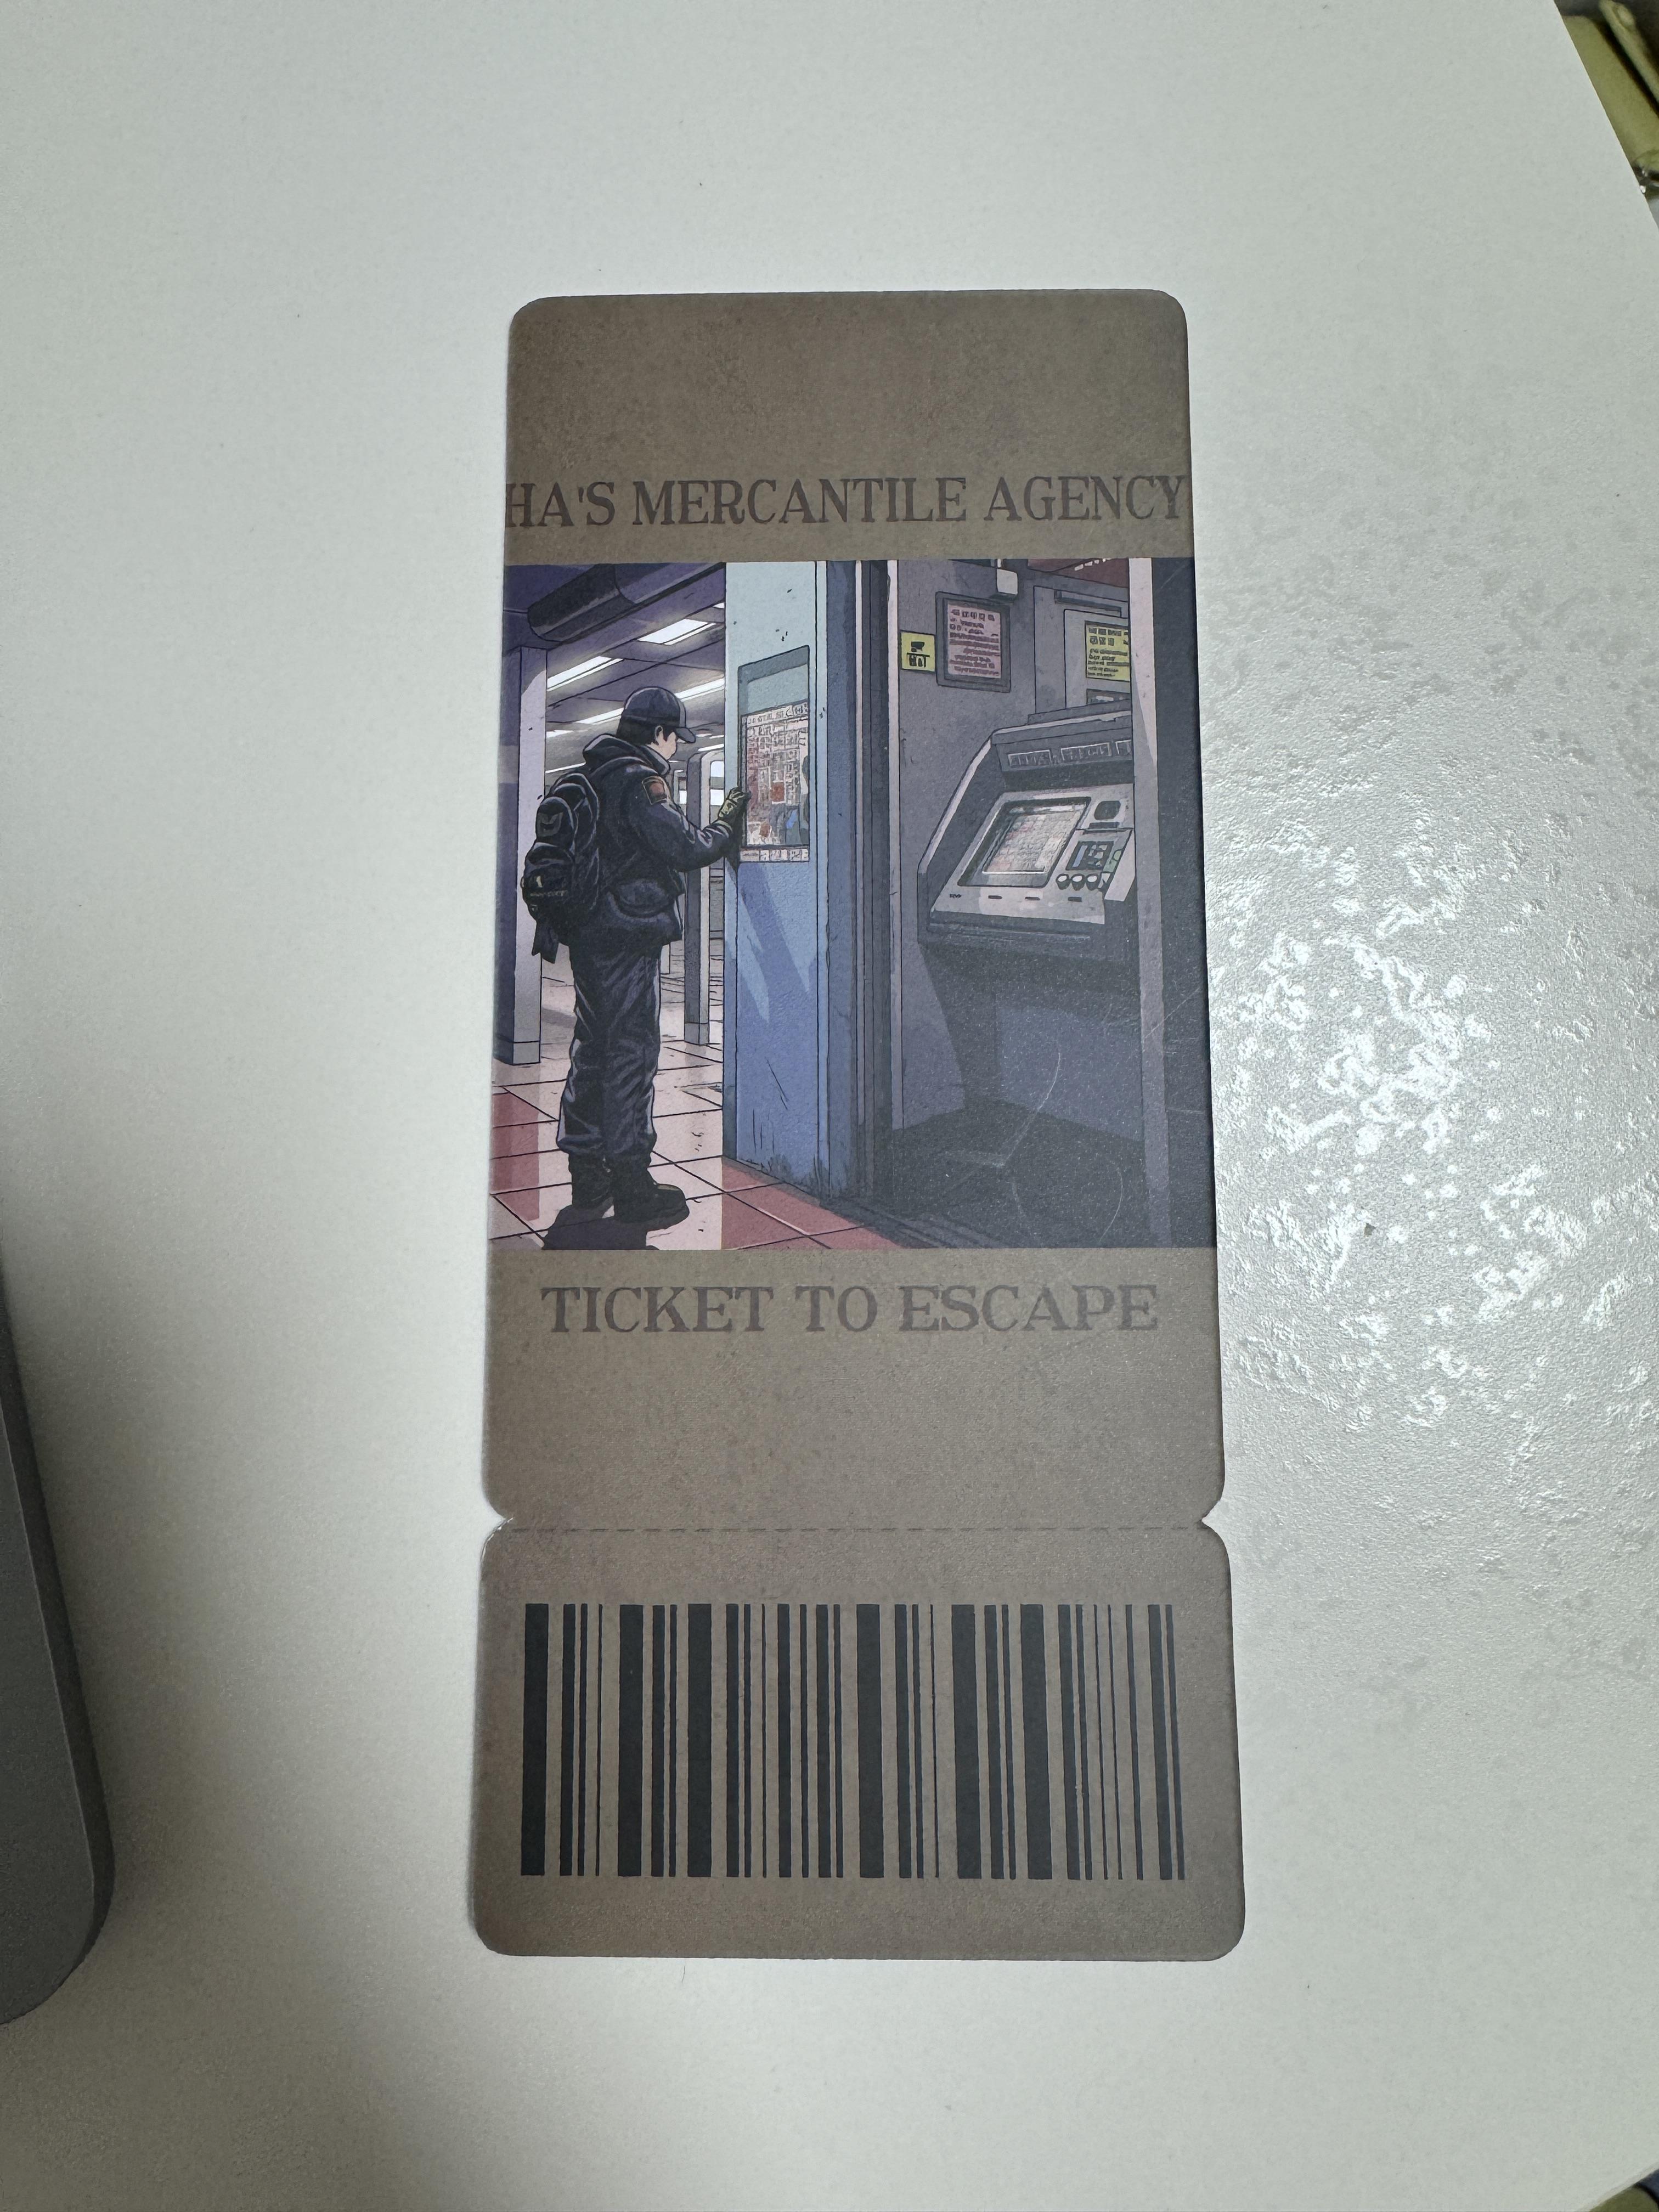 HA'S MERCANTILE AGENCY
TICKET TO ESCAPE